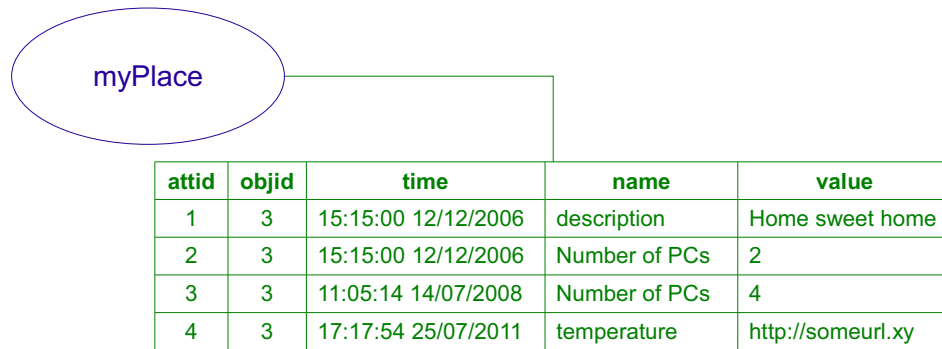 myPlace
attid objid time name value
1 3 15:15:00 12/12/2006 description Home sweet home
2 3 15:15:00 12/12/2006 Number of PCs 2
3 3 11:05:14 14/07/2008 Number of PCs 4
4 3 17:17:54 25/07/2011 temperature http://someurl.xy